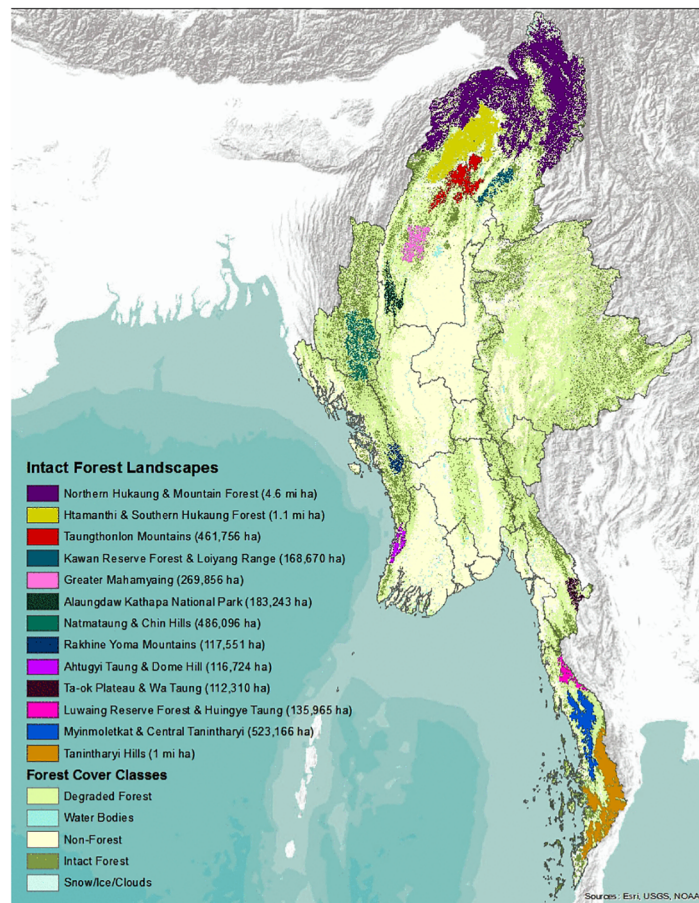 Intact Forest Landscapes
Northern Hukaung & Mountain Forest (4.6 mi ha)
Htamanthi & Southern Hukaung Forest (1.1 mi ha)
Taungthonlon Mountains (461,756 ha)
Kawan Reserve Forest & Loiyang Range (168,670 ha)
Greater Mahamyaing (269,856 ha)
Alaungdaw Kathapa National Park (183,243 ha)
Natmataung & Chin Hills (486,096 ha)
Rakhine Yoma Mountains (117,551 ha)
Ahtugyi Taung & Dome Hill (116,724 ha)
Ta-ok Plateau & Wa Taung (112,310 ha)
Luwaing Reserve Forest & Huingye Taung (135,965 ha)
Myinmoletkat & Central Tanintharyi (523,166 ha)
Tanintharyi Hills (1 mi ha)
Forest Cover Classes
Degraded Forest
Water Bodies
Non-Forest
Intact Forest
Snow/Ice/Clouds
Sources: Esri, USGS, NOAA